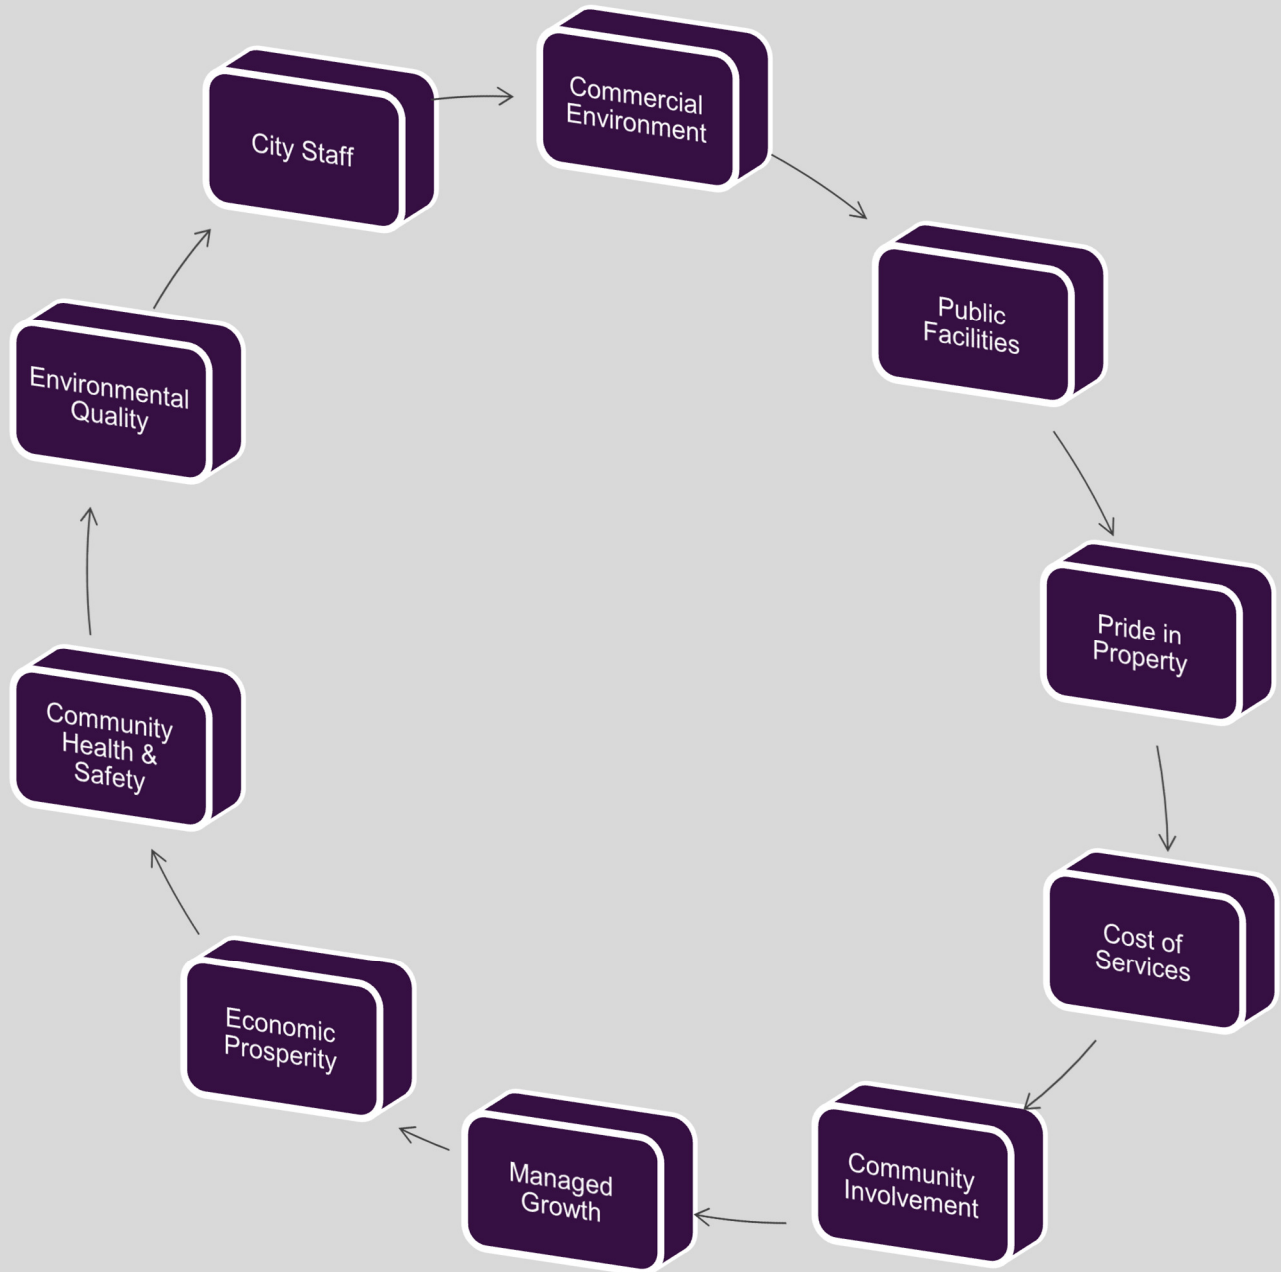 Commercial
Environment
Public
Facilities
Pride in
Property
Cost of
Services
Community
Involvement
Managed
Growth
Economic
Prosperity
Community
Health &
Safety
Environmental
Quality
City Staff